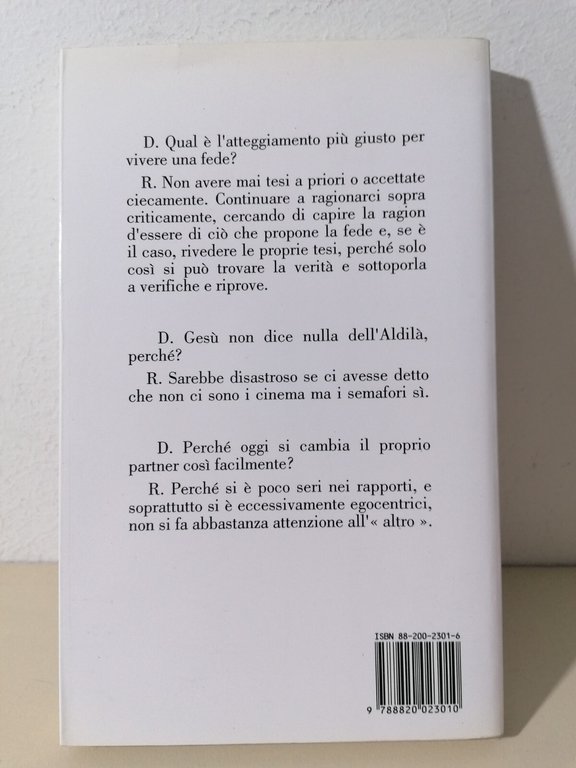 D. Qual è l'atteggiamento più giusto per
vivere una fede?
R. Non avere mai tesi a priori o accettate
ciecamente. Continuare a ragionarci sopra
criticamente, cercando di capire la ragion
d'essere di ciò che propone la fede e, se è
il caso, rivedere le proprie tesi, perché solo
così si può trovare la verità e sottoporla
a verifiche e riprove.
D. Gesù non dice nulla dell'Aldilà,
perché?
R. Sarebbe disastroso se ci avesse detto
che non ci sono i cinema ma i semafori sì.
D. Perché oggi si cambia il proprio
partner così facilmente?
R. Perché si è poco seri nei rapporti, e
soprattutto si è eccessivamente egocentrici,
non si fa abbastanza attenzione all'« altro ».
ISBN 88-200-2301-6
9 788820 023010